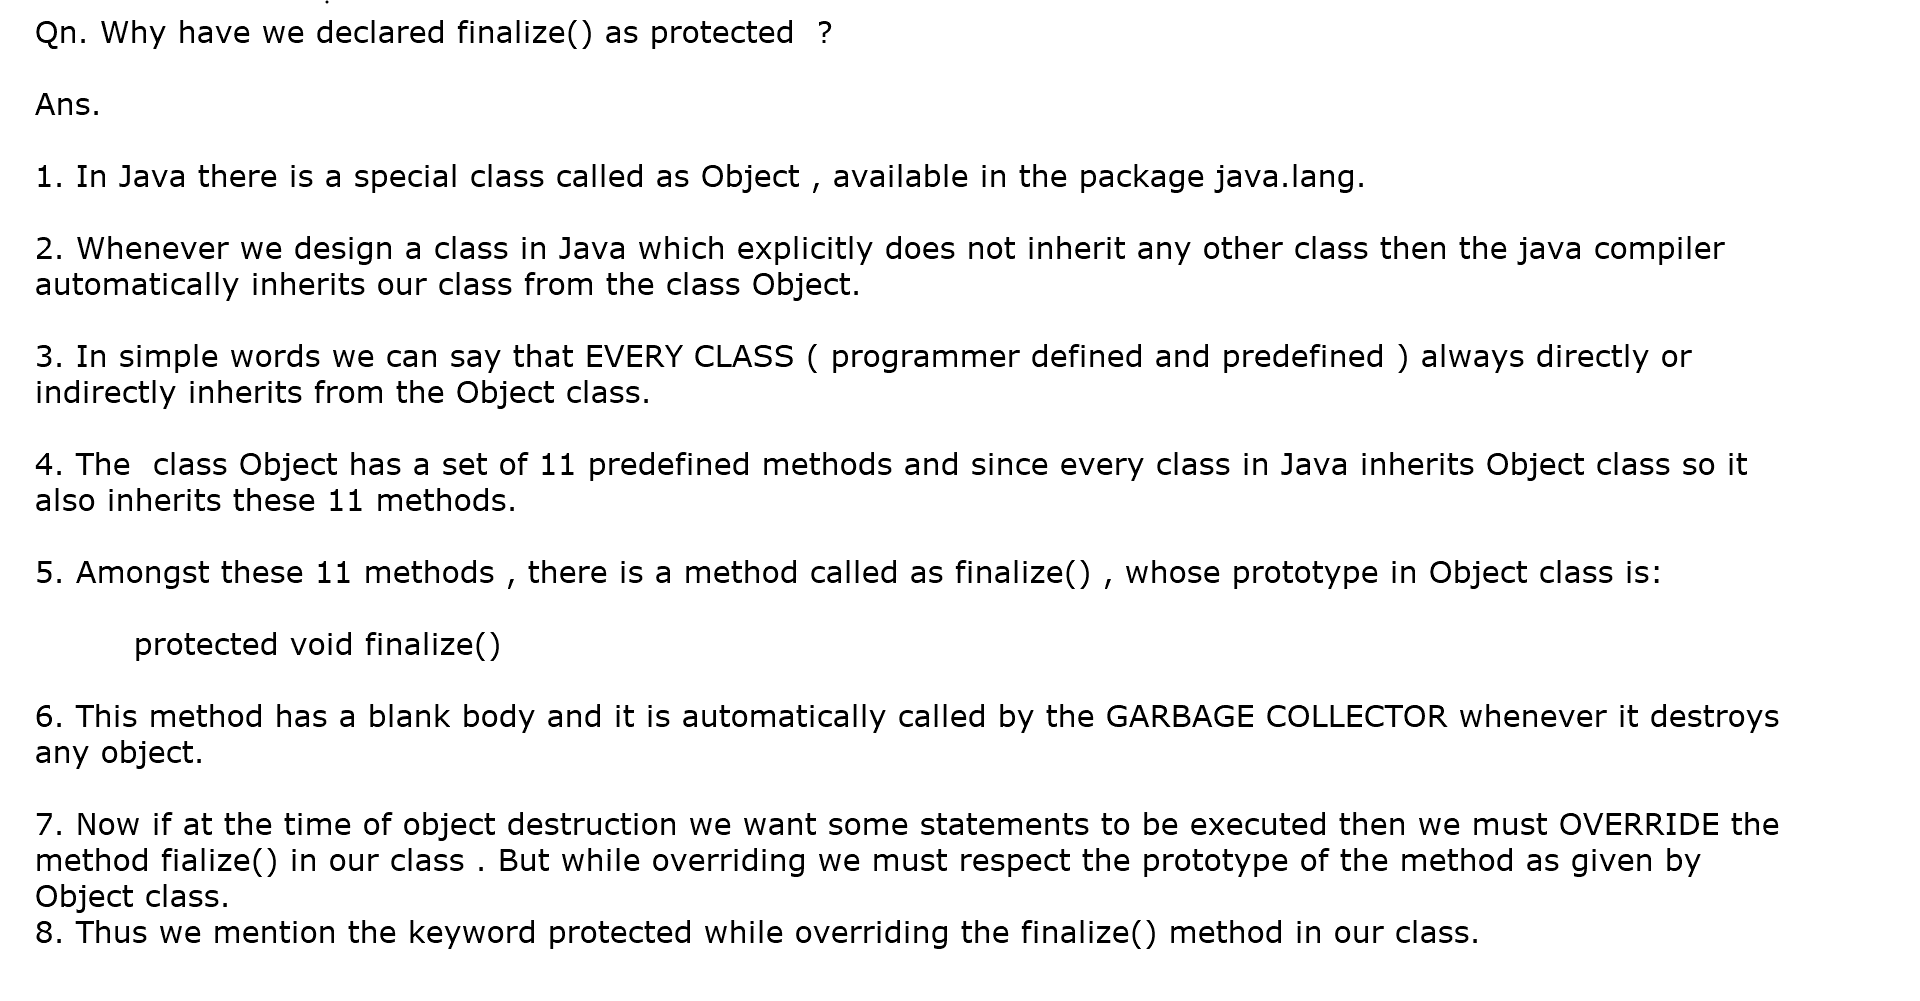 Qn. Why have we declared finalize() as protected  ?
Ans.
1. In Java there is a special class called as Object , available in the package java.lang.
2. Whenever we design a class in Java which explicitly does not inherit any other class then the java compiler
automatically inherits our class from the class Object.
3. In simple words we can say that EVERY CLASS ( programmer defined and predefined ) always directly or
indirectly inherits from the Object class.
4. The  class Object has a set of 11 predefined methods and since every class in Java inherits Object class so it
also inherits these 11 methods.
5. Amongst these 11 methods , there is a method called as finalize() , whose prototype in Object class is:
protected void finalize()
6. This method has a blank body and it is automatically called by the GARBAGE COLLECTOR whenever it destroys
any object.
7. Now if at the time of object destruction we want some statements to be executed then we must OVERRIDE the
method fialize() in our class . But while overriding we must respect the prototype of the method as given by
Object class.
8. Thus we mention the keyword protected while overriding the finalize() method in our class.